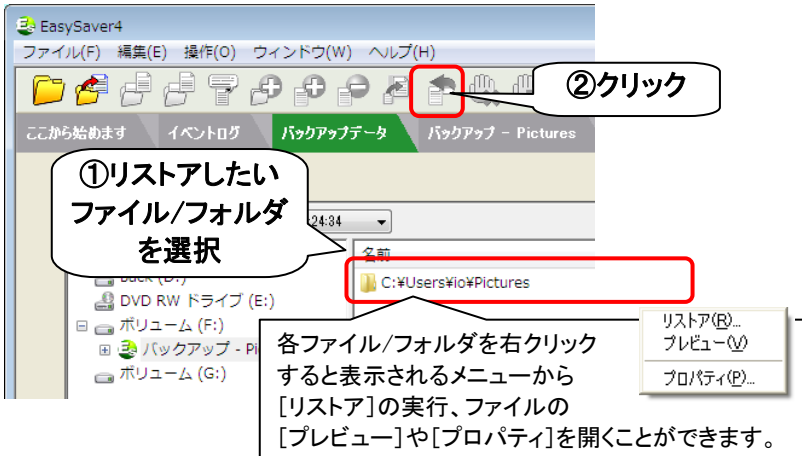 EasySaver4
ファイル(F) 編集(E) 操作(O) ウィンドウ(W) ヘルプ(H)
②クリック
ここから始めます イベントログ バックアップデータ バックアップ - Pictures
①リストアしたい
ファイル/フォルダ
を選択
:24:34
名前
C:¥Users¥io¥Pictures
Back (D:)
DVD RW ドライブ (E:)
ボリューム (F:)
バックアップ - Pi
ボリューム (G:)
リストア(R)...
プレビュー(V)
プロパティ(P)...
各ファイル/フォルダを右クリック
すると表示されるメニューから
[リストア]の実行、ファイルの
[プレビュー]や[プロパティ]を開くことができます。